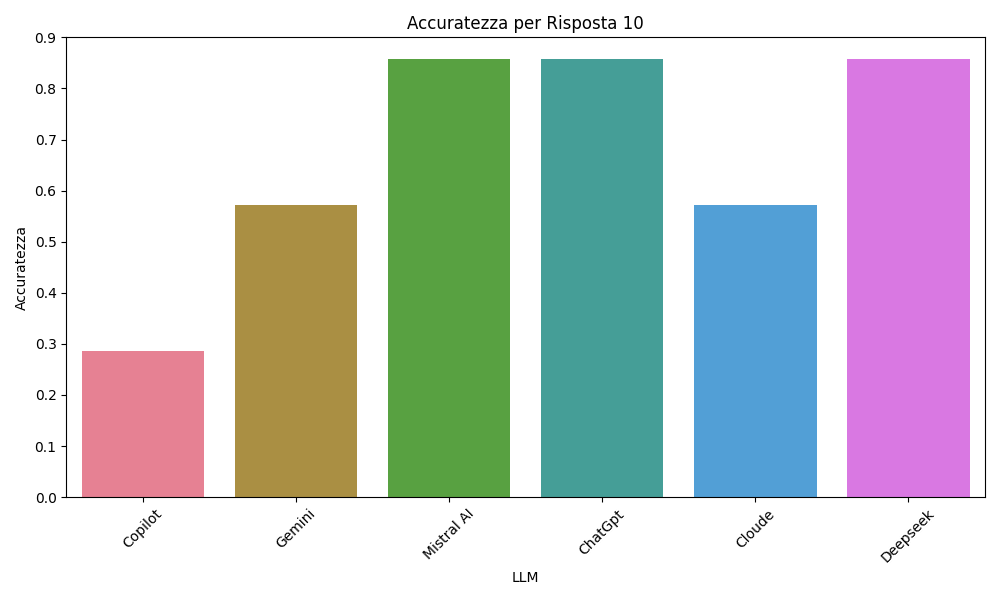 Accuratezza per Risposta 10
Accuratezza
0.9
0.8
0.7
0.6
0.5
0.4
0.3
0.2
0.1
0.0
Copilot
Gemini
Mistral AI
ChatGpt
Cloude
Deepseek
LLM